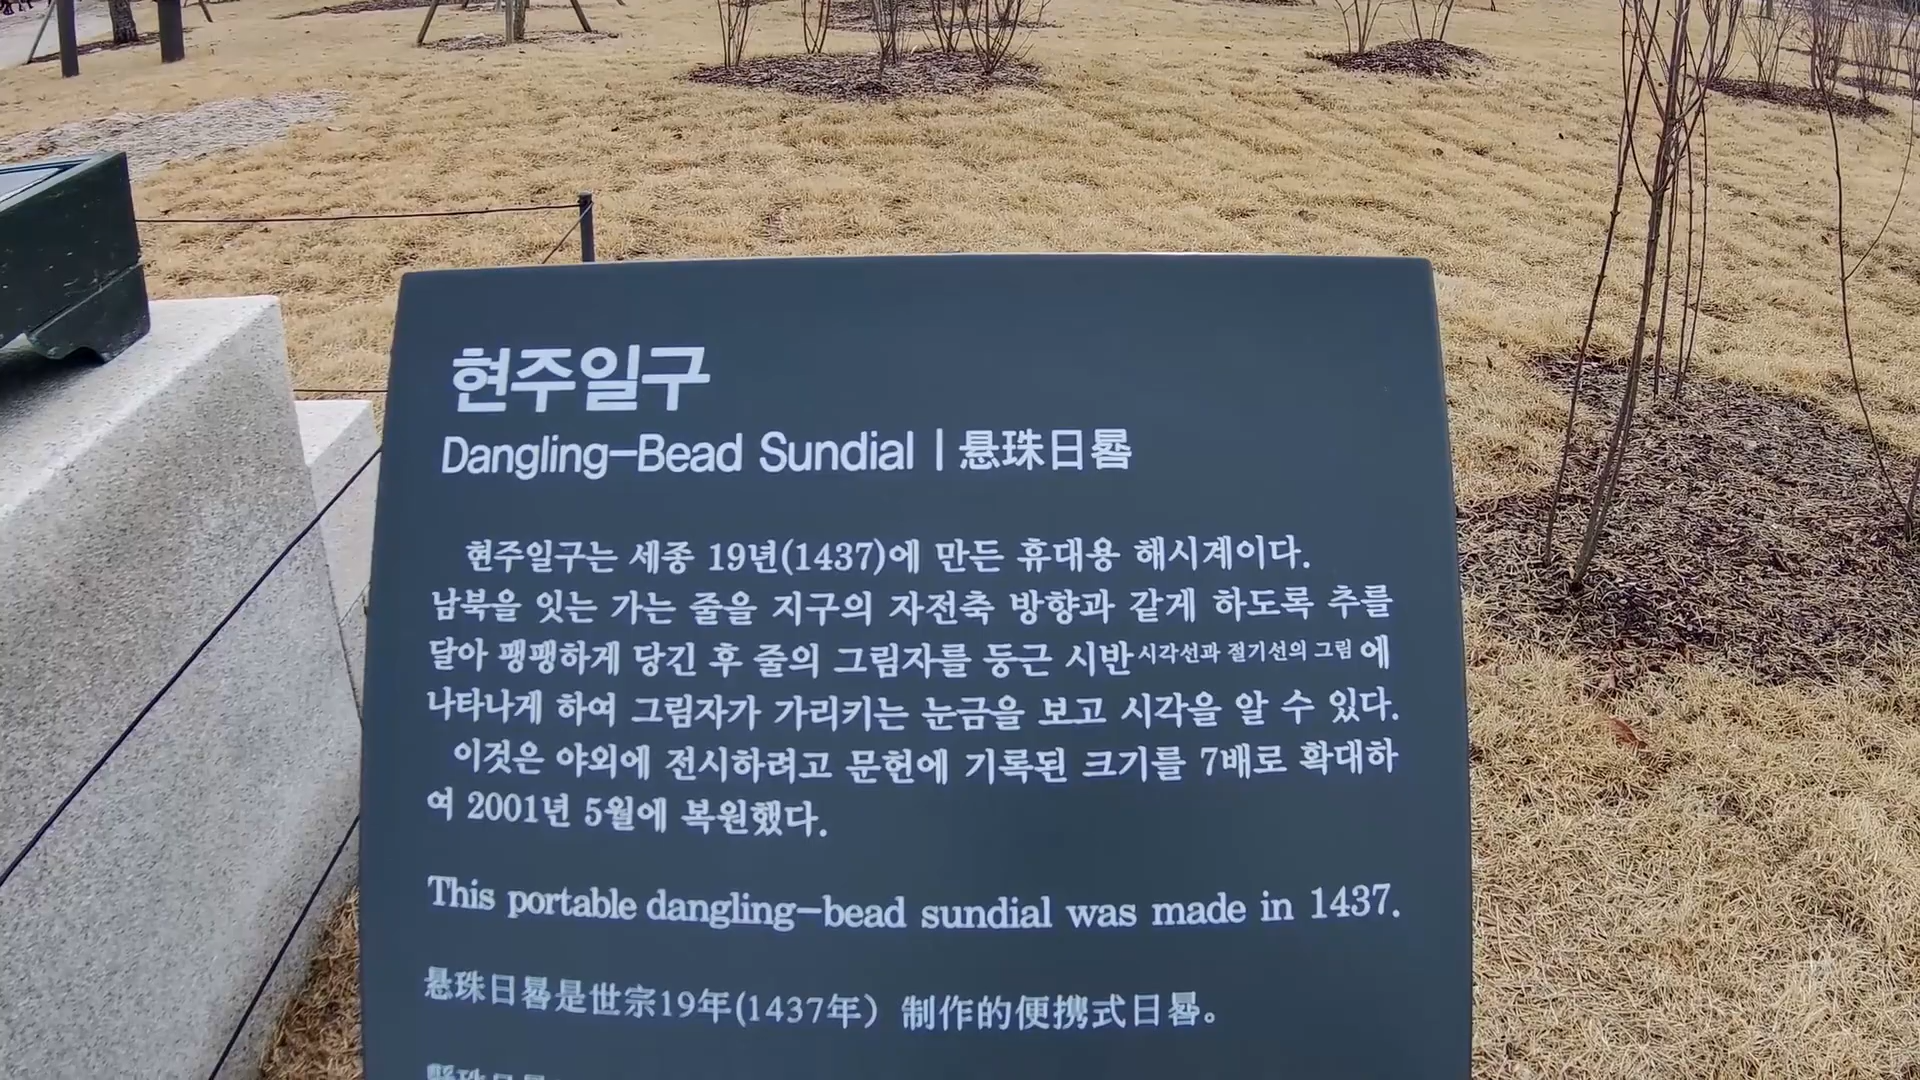 현주일구
Dangling-Bead Sundial | 悬珠日晷
현주일구는 세종 19년(1437)에 만든 휴대용 해시계이다.
남북을 잇는 가는 줄을 지구의 자전축 방향과 같게 하도록 추를
달아 팽팽하게 당긴 후 줄의 그림자를 둥근 시반 시각선과 절기선의 그림 에
나타나게 하여 그림자가 가리키는 눈금을 보고 시각을 알 수 있다.
이것은 야외에 전시하려고 문헌에 기록된 크기를 7배로 확대하
여 2001년 5월에 복원했다.
This portable dangling-bead sundial was made in 1437.
悬珠日晷是世宗19年(1437年) 制作的便携式日晷。